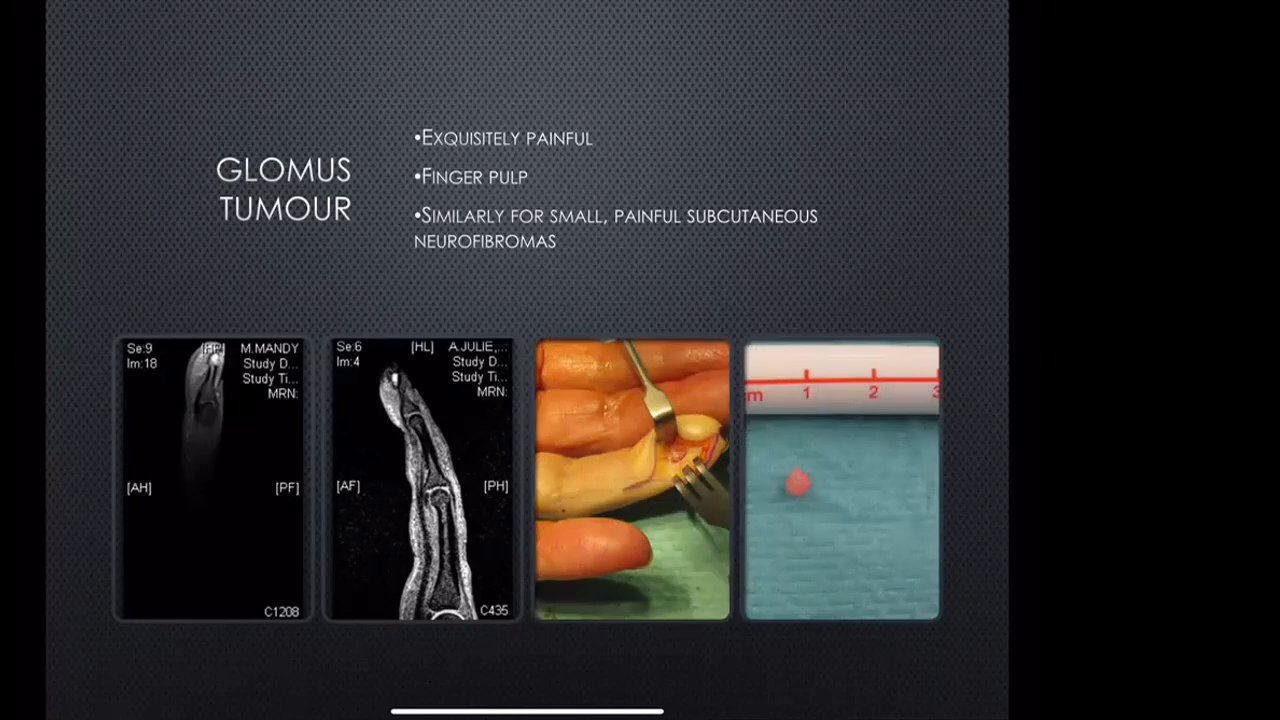 GLOMUS
TUMOUR
•EXQUISITELY PAINFUL
•FINGER PULP
•SIMILARLY FOR SMALL, PAINFUL SUBCUTANEOUS
NEUROFIBROMAS
Se:9 [HR] M.MANDY
Im:18 Study D...
Study Ti...
MRN:
[AH] [PF]
C1208
Se:6 [HL] A.JULIE,...
Im:4 Study D...
Study Ti...
MRN:
[AF] [PH]
C435
m 1 2 3